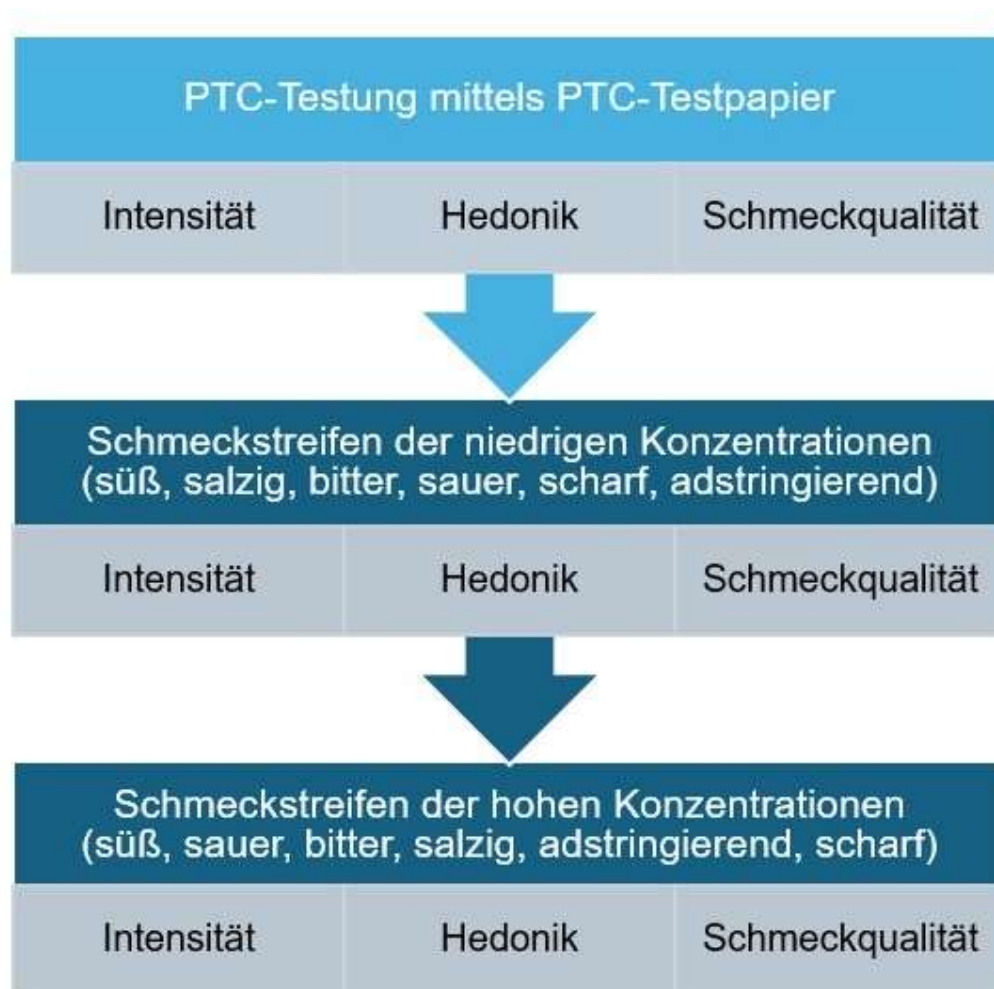 PTC-Testung mittels PTC-Testpapier
Intensität Hedonik Schmeckqualität
Schmeckstreifen der niedrigen Konzentrationen
(süß, salzig, bitter, sauer, scharf, adstringierend)
Intensität Hedonik Schmeckqualität
Schmeckstreifen der hohen Konzentrationen
(süß, sauer, bitter, salzig, adstringierend, scharf)
Intensität Hedonik Schmeckqualität